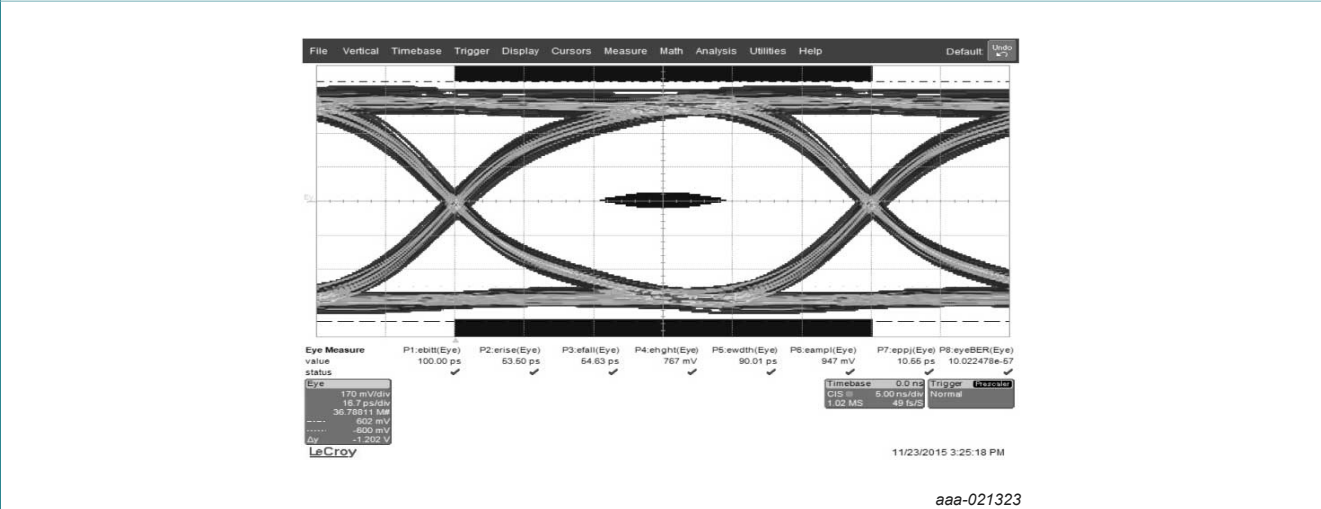 File Vertical Timebase Trigger Display Cursors Measure Math Analysis Utilities Help Default Undo
Eye Measure P1:ebitt(Eye) P2:erise(Eye) P3:efall(Eye) P4:ehght(Eye) P5:ewdth(Eye) P6:eampl(Eye) P7:eppj(Eye) P8:eyeBER(Eye)
value 100.00 ps 53.50 ps 54.63 ps 767 mV 90.01 ps 947 mV 10.55 ps 10.022478e-57
status
Eye
170 mV/div
16.7 ps/div
36.78811 M#
602 mV
-600 mV
Δy -1.202 V
Timebase 0.0 ns
CIS 5.00 ns/div
1.02 MS 49 fs/S
Trigger Prescaler
Normal
LeCroy
11/23/2015 3:25:18 PM
aaa-021323